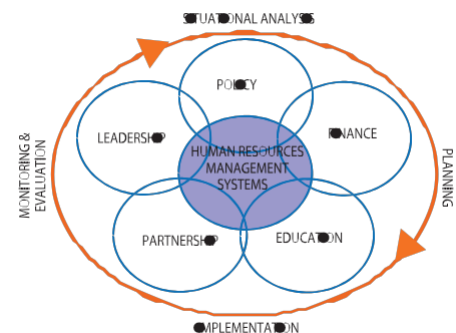 SITUATIONAL ANALYSIS
POLICY
LEADERSHIP
FINANCE
HUMAN RESOURCES
MANAGEMENT
SYSTEMS
MONITORING &
EVALUATION
PLANNING
PARTNERSHIP
EDUCATION
IMPLEMENTATION